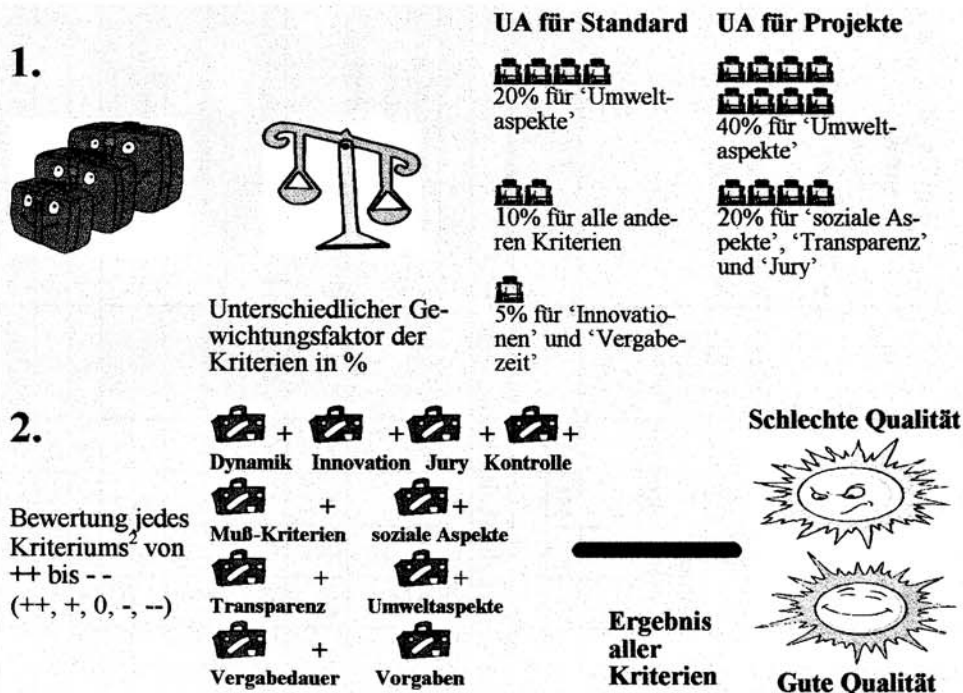 1.
Unterschiedlicher Ge-
wichtungsfaktor der
Kriterien in %
UA für Standard
20% für ‘Umwelt-
aspekte’
10% für alle ande-
ren Kriterien
5% für ‘Innovatio-
nen’ und ‘Vergabe-
zeit’
UA für Projekte
40% für ‘Umwelt-
aspekte’
20% für ‘soziale As-
pekte’, ‘Transparenz’
und ‘Jury’
2.
Bewertung jedes
Kriteriums² von
++ bis - -
(++, +, 0, -, --)
+ + + +
Dynamik Innovation Jury Kontrolle
+ +
Muß-Kriterien soziale Aspekte
+ +
Transparenz Umweltaspekte
+
Vergabedauer Vorgaben
Ergebnis
aller
Kriterien
Schlechte Qualität
Gute Qualität